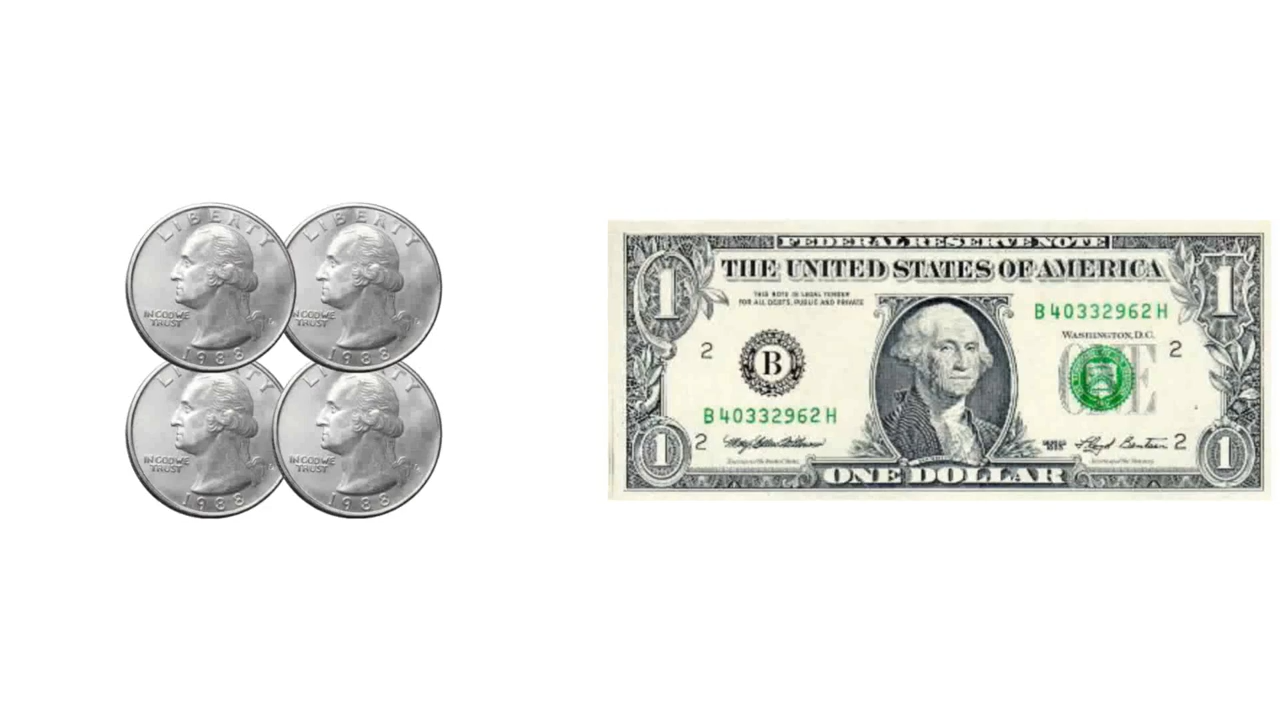 LIBERTY
IN GOD WE
TRUST
1988
LIBERTY
IN GOD WE
TRUST
1988
IN GOD WE
TRUST
1988
IN GOD WE
TRUST
1988
FEDERAL RESERVE NOTE
THE UNITED STATES OF AMERICA
1
1
THIS NOTE IS LEGAL TENDER
FOR ALL DEBTS, PUBLIC AND PRIVATE
B 40332962 H
WASHINGTON, D.C.
2
B
ONE
2
B 40332962 H
2
2
1
ONE DOLLAR
1